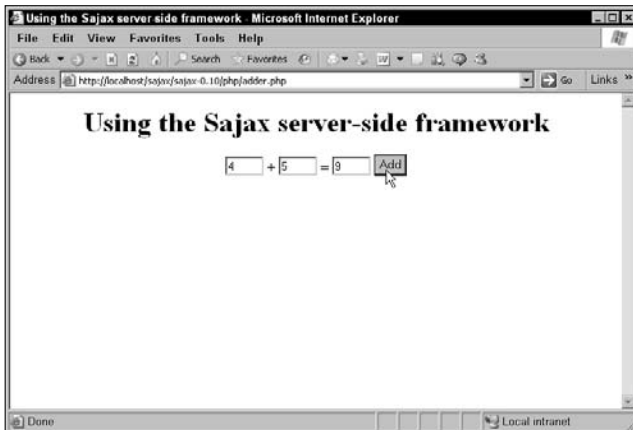 Using the Sajax server-side framework - Microsoft Internet Explorer
File Edit View Favorites Tools Help
Back Search Favorites
Address http://localhost/sajax/sajax-0.10/php/adder.php Go Links »
Using the Sajax server-side framework
4 + 5 = 9 Add
Done Local intranet